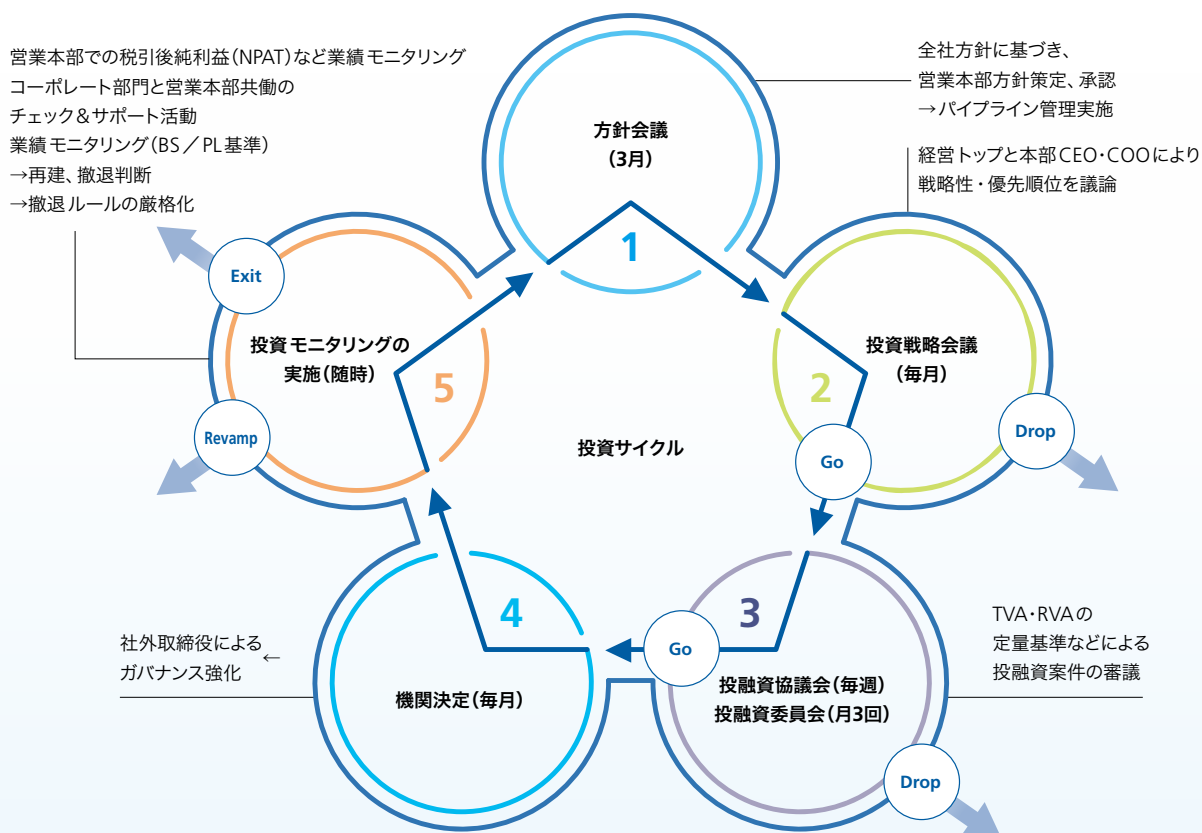 営業本部での税引後純利益(NPAT)など業績モニタリング
コーポレート部門と営業本部共働の
チェック&サポート活動
業績モニタリング(BS/PL基準)
→再建、撤退判断
→撤退ルールの厳格化
全社方針に基づき、
営業本部方針策定、承認
→パイプライン管理実施
経営トップと本部CEO・COOにより
戦略性・優先順位を議論
方針会議
(3月)
1
投資戦略会議
(毎月)
2
Go
Drop
投資サイクル
3
Go
投融資協議会(毎週)
投融資委員会(月3回)
Drop
TVA・RVAの
定量基準などによる
投融資案件の審議
4
機関決定(毎月)
社外取締役による
ガバナンス強化
←
5
投資モニタリングの
実施(随時)
Exit
Revamp